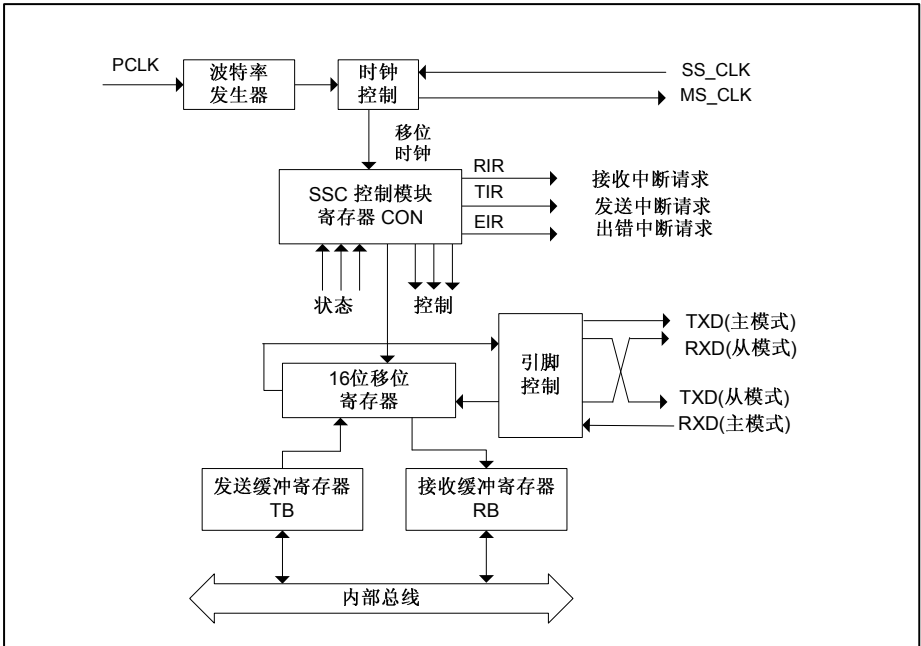 PCLK
波特率
发生器
时钟
控制
SS_CLK
MS_CLK
移位
时钟
SSC 控制模块
寄存器 CON
RIR
TIR
EIR
接收中断请求
发送中断请求
出错中断请求
状态
控制
引脚
控制
TXD(主模式)
RXD(从模式)
TXD(从模式)
RXD(主模式)
16位移位
寄存器
发送缓冲寄存器
TB
接收缓冲寄存器
RB
内部总线